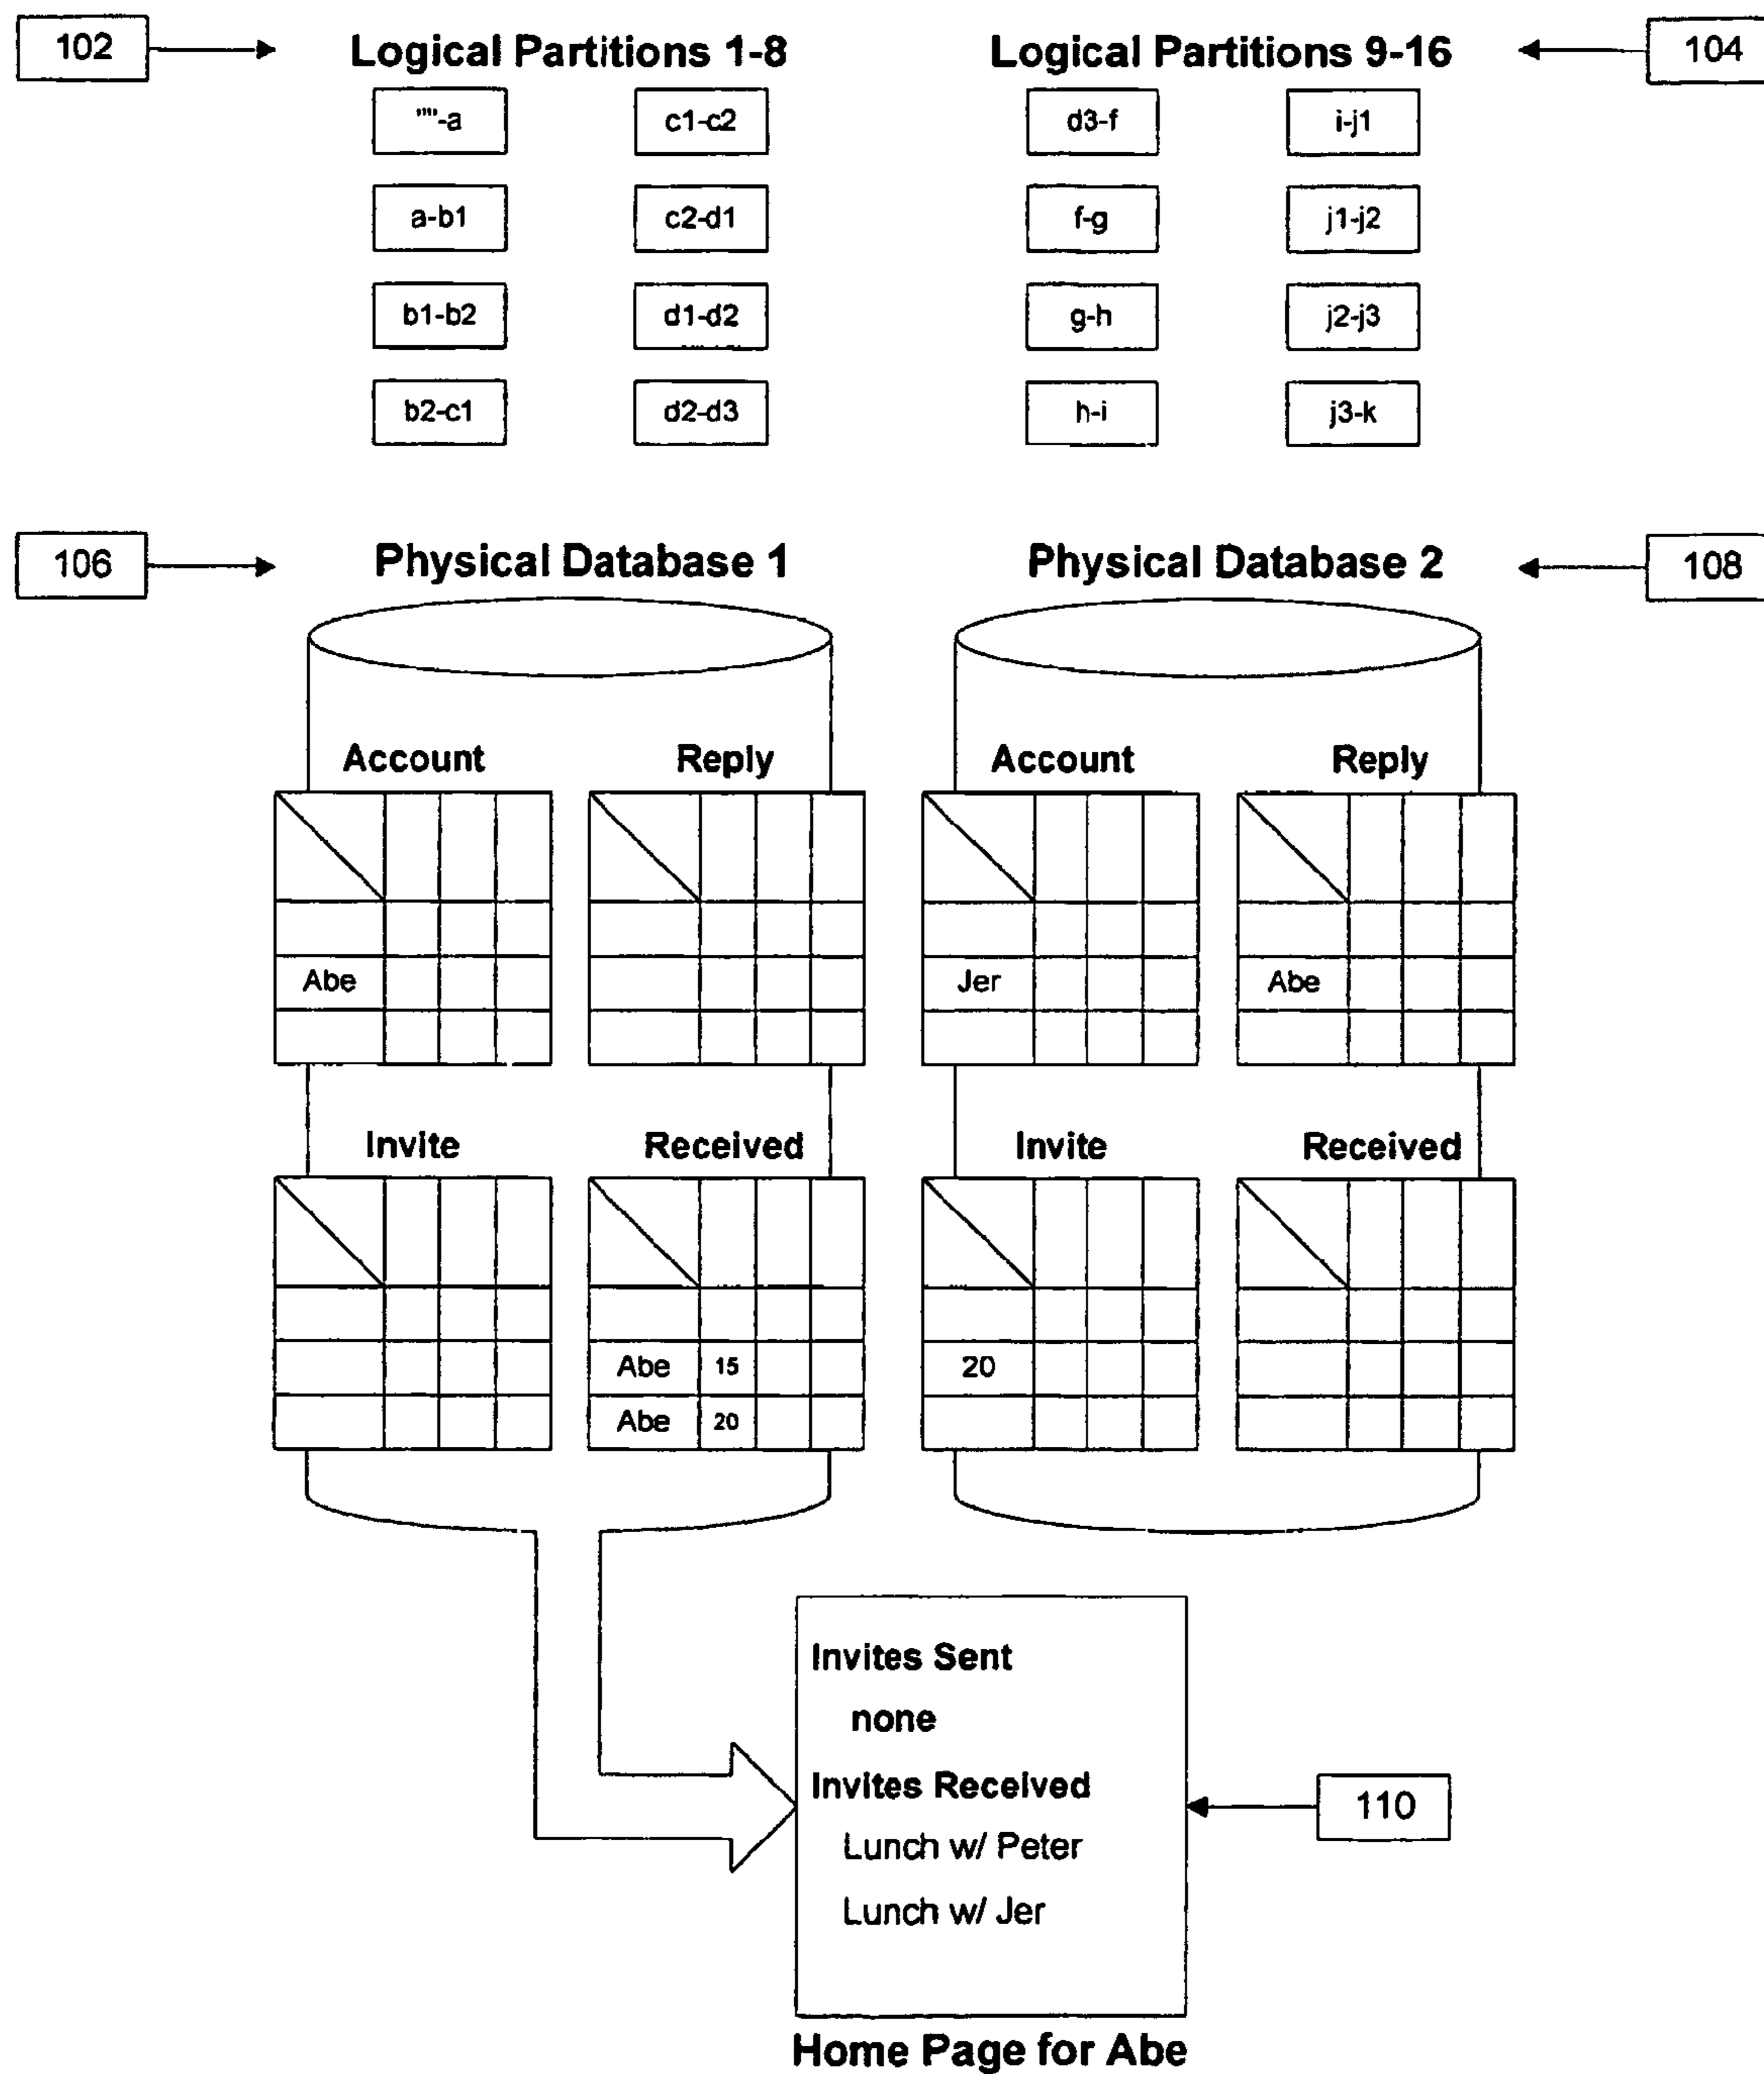 102 Logical Partitions 1-8 Logical Partitions 9-16 104
""-a c1-c2 d3-f i-j1
a-b1 c2-d1 f-g j1-j2
b1-b2 d1-d2 g-h j2-j3
b2-c1 d2-d3 h-i j3-k
106 Physical Database 1 Physical Database 2 108
Account Reply Account Reply
Abe Jer Abe
Invite Received Invite Received
Abe 15 20
Abe 20
Invites Sent
none
Invites Received
110
Lunch w/ Peter
Lunch w/ Jer
Home Page for Abe